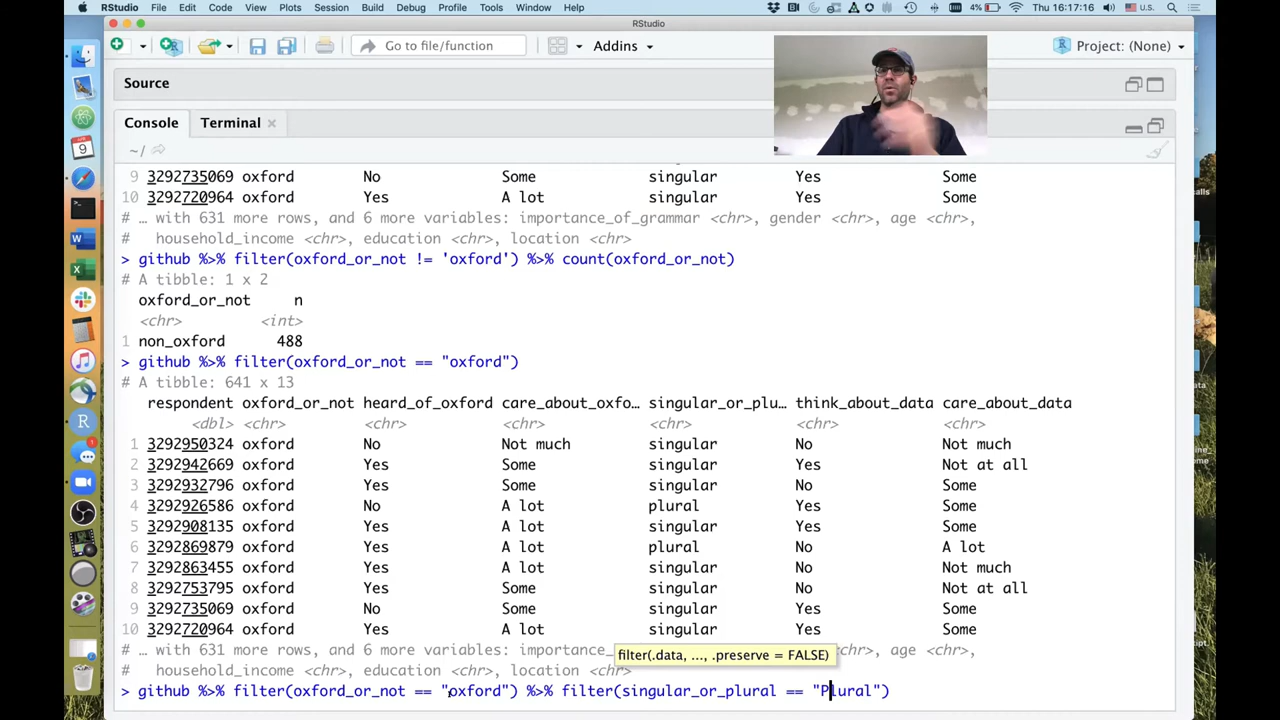 RStudio File Edit Code View Plots Session Build Debug Profile Tools Window Help 4% Thu 16:17:16 U.S.
RStudio
Go to file/function Addins Project: (None)
Source
Console Terminal
~/
9 3292735069 oxford No Some singular Yes Some
10 3292720964 oxford Yes A lot singular Yes Some
# … with 631 more rows, and 6 more variables: importance_of_grammar <chr>, gender <chr>, age <chr>,
# household_income <chr>, education <chr>, location <chr>
> github %>% filter(oxford_or_not != 'oxford') %>% count(oxford_or_not)
# A tibble: 1 x 2
oxford_or_not n
<chr> <int>
1 non_oxford 488
> github %>% filter(oxford_or_not == "oxford")
# A tibble: 641 x 13
respondent oxford_or_not heard_of_oxford care_about_oxfo… singular_or_plu… think_about_data care_about_data
<dbl> <chr> <chr> <chr> <chr> <chr> <chr>
1 3292950324 oxford No Not much singular No Not much
2 3292942669 oxford Yes Some singular Yes Not at all
3 3292932796 oxford Yes Some singular No Some
4 3292926586 oxford No A lot plural Yes Some
5 3292908135 oxford Yes A lot singular Yes Some
6 3292869879 oxford Yes A lot plural No A lot
7 3292863455 oxford Yes A lot singular No Not much
8 3292753795 oxford Yes Some singular No Not at all
9 3292735069 oxford No Some singular Yes Some
10 3292720964 oxford Yes A lot singular Yes Some
# … with 631 more rows, and 6 more variables: importance_ <chr>, age <chr>,
filter(.data, ..., .preserve = FALSE)
# household_income <chr>, education <chr>, location <chr>
> github %>% filter(oxford_or_not == "oxford") %>% filter(singular_or_plural == "Plural")